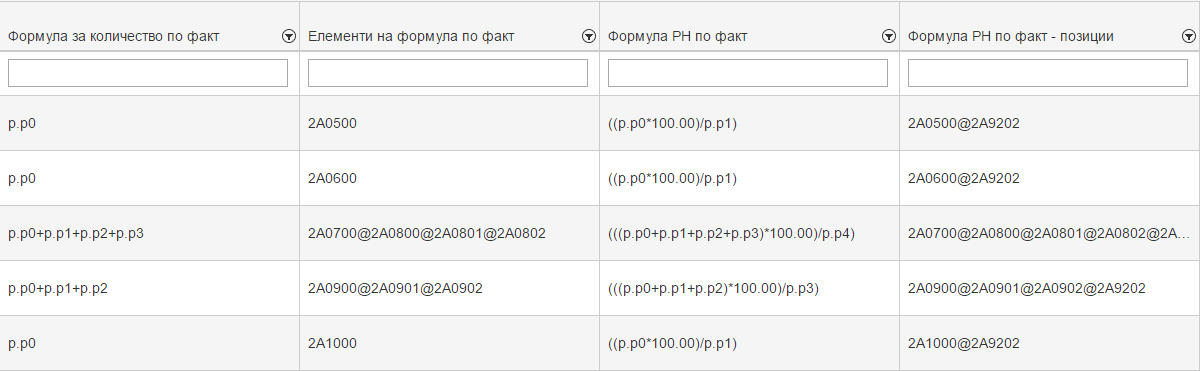 Формула за количество по факт Елементи на формула по факт Формула РН по факт Формула РН по факт - позиции
p.p0 2A0500 ((p.p0*100.00)/p.p1) 2A0500@2A9202
p.p0 2A0600 ((p.p0*100.00)/p.p1) 2A0600@2A9202
p.p0+p.p1+p.p2+p.p3 2A0700@2A0800@2A0801@2A0802 (((p.p0+p.p1+p.p2+p.p3)*100.00)/p.p4) 2A0700@2A0800@2A0801@2A0802@2A...
p.p0+p.p1+p.p2 2A0900@2A0901@2A0902 (((p.p0+p.p1+p.p2)*100.00)/p.p3) 2A0900@2A0901@2A0902@2A9202
p.p0 2A1000 ((p.p0*100.00)/p.p1) 2A1000@2A9202